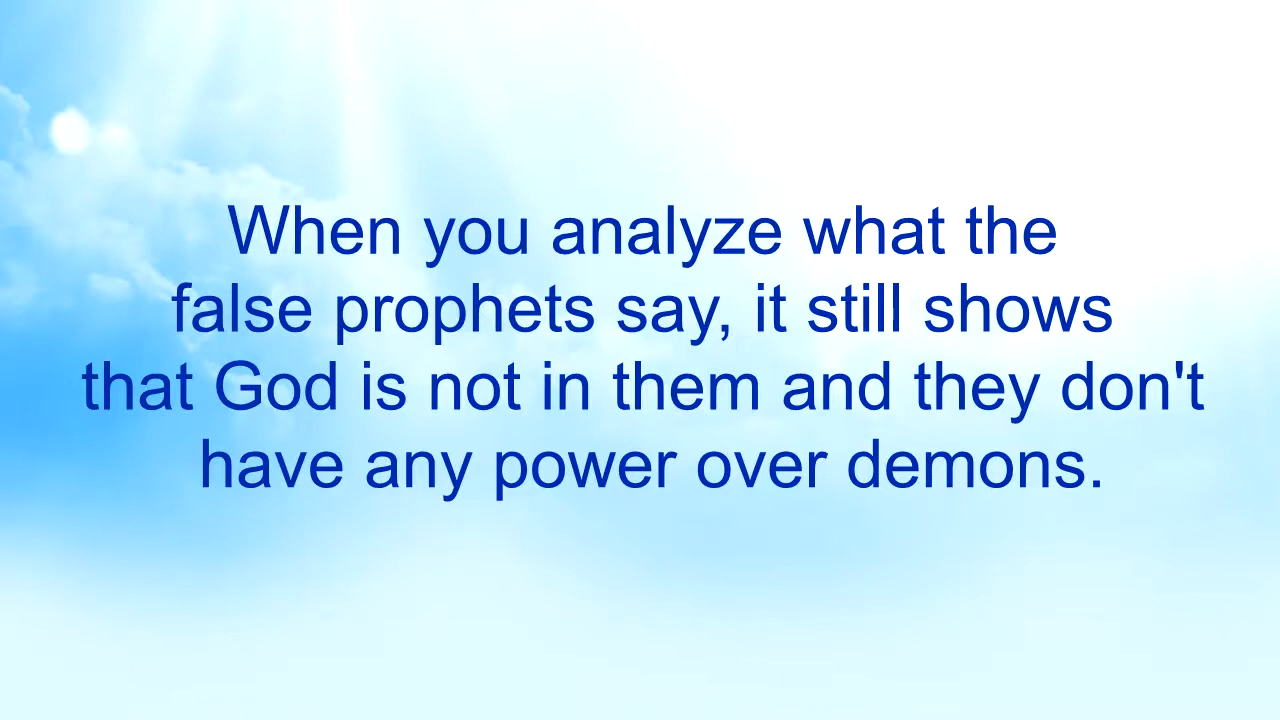 When you analyze what the
false prophets say, it still shows
that God is not in them and they don't
have any power over demons.